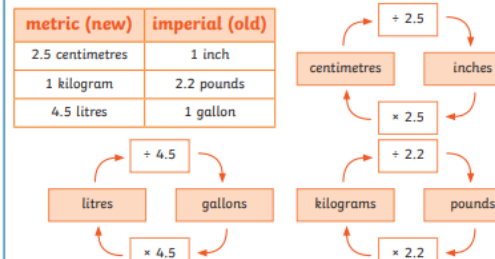 metric (new) imperial (old)
2.5 centimetres 1 inch
1 kilogram 2.2 pounds
4.5 litres 1 gallon
÷ 2.5
centimetres inches
× 2.5
÷ 4.5
litres gallons
× 4.5
÷ 2.2
kilograms pounds
× 2.2